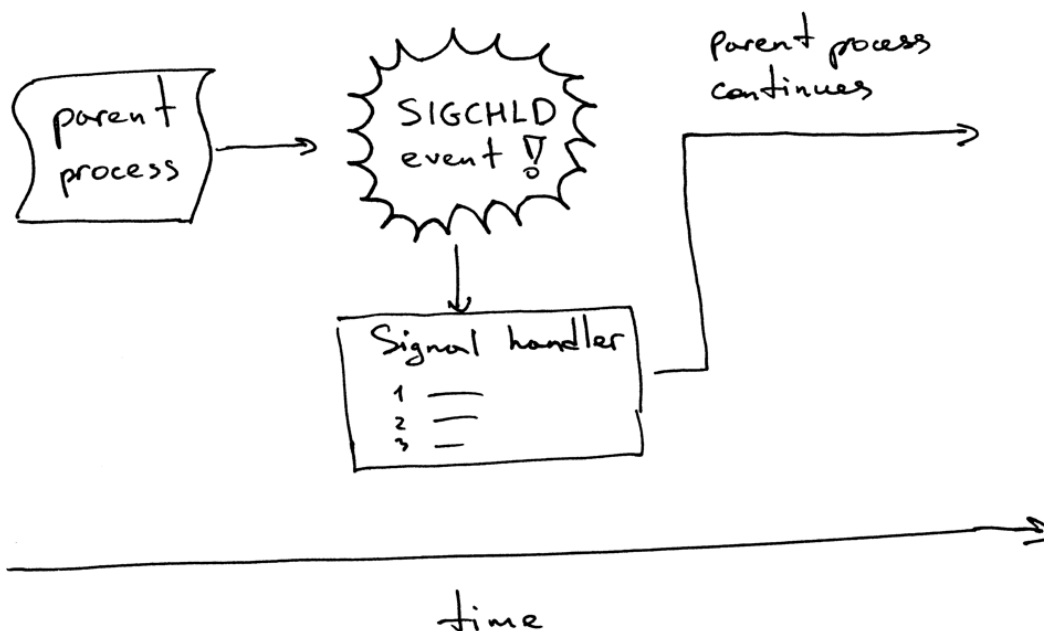 parent
process
SIGCHLD
event !
parent process
continues
Signal handler
1
2
3
time